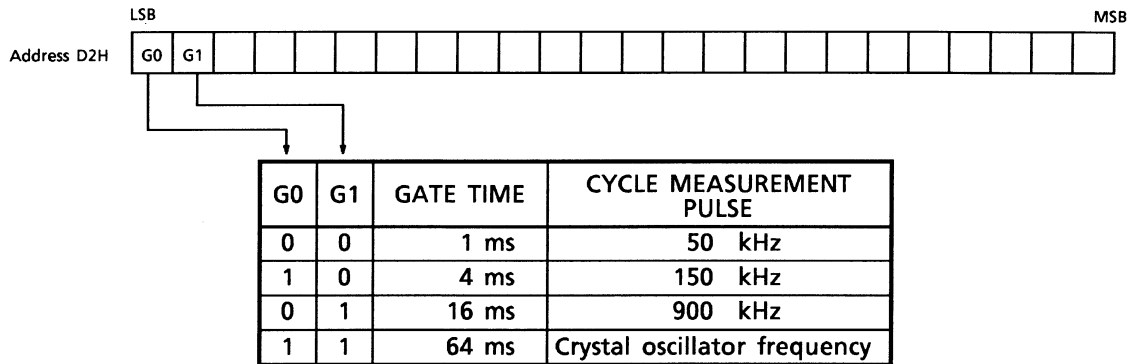 LSB MSB
Address D2H G0 G1
G0 G1 GATE TIME CYCLE MEASUREMENT PULSE
0 0 1 ms 50 kHz
1 0 4 ms 150 kHz
0 1 16 ms 900 kHz
1 1 64 ms Crystal oscillator frequency